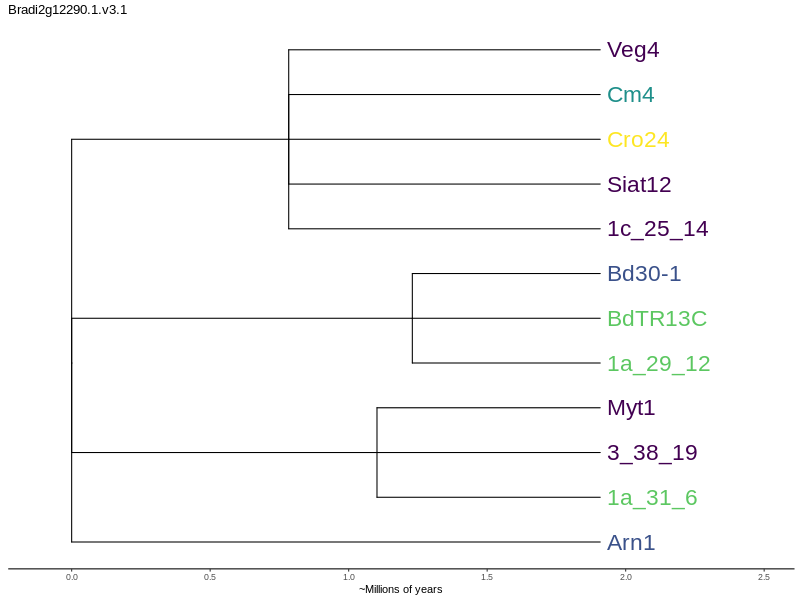 Bradi2g12290.1.v3.1
Veg4
Cm4
Cro24
Siat12
1c_25_14
Bd30-1
BdTR13C
1a_29_12
Myt1
3_38_19
1a_31_6
Arn1
0.0 0.5 1.0 1.5 2.0 2.5
~Millions of years